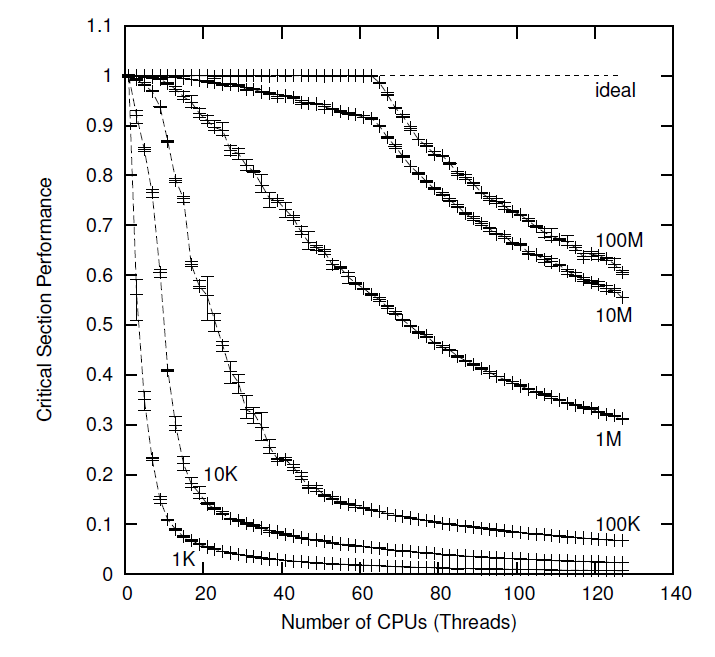 1.1
1
0.9
0.8
0.7
0.6
0.5
0.4
0.3
0.2
0.1
0
Critical Section Performance
ideal
100M
10M
1M
10K
100K
1K
0 20 40 60 80 100 120 140
Number of CPUs (Threads)